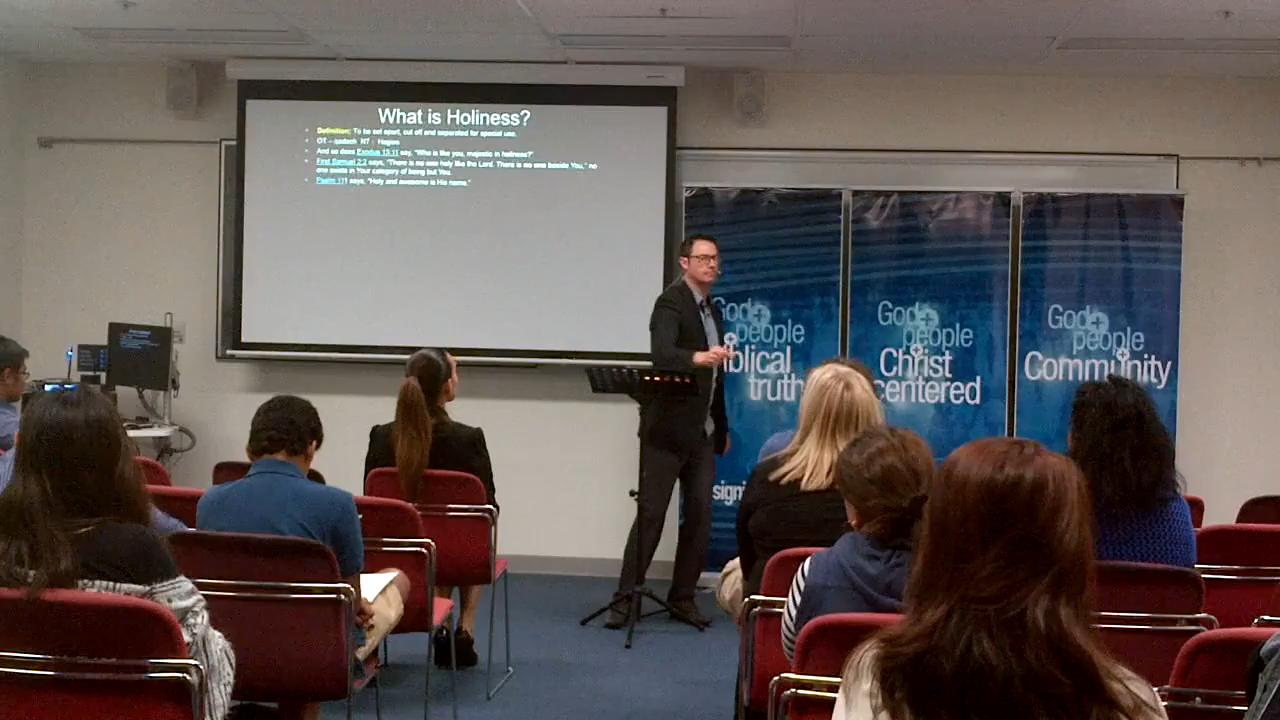 What is Holiness?
Definition: To be set apart, cut off and separated for special use.
OT – qadash NT : Hagios
And so does Exodus 15:11 say, "Who is like you, majestic in holiness?"
First Samuel 2:2 says, "There is no one holy like the Lord. There is no one beside You," no
one exists in Your category of being but You.
Psalm 111 says, "Holy and awesome is His name."
God+
people
+
iblical
truth
God+
people
+
Christ
centered
God+
people
+
Community
signi